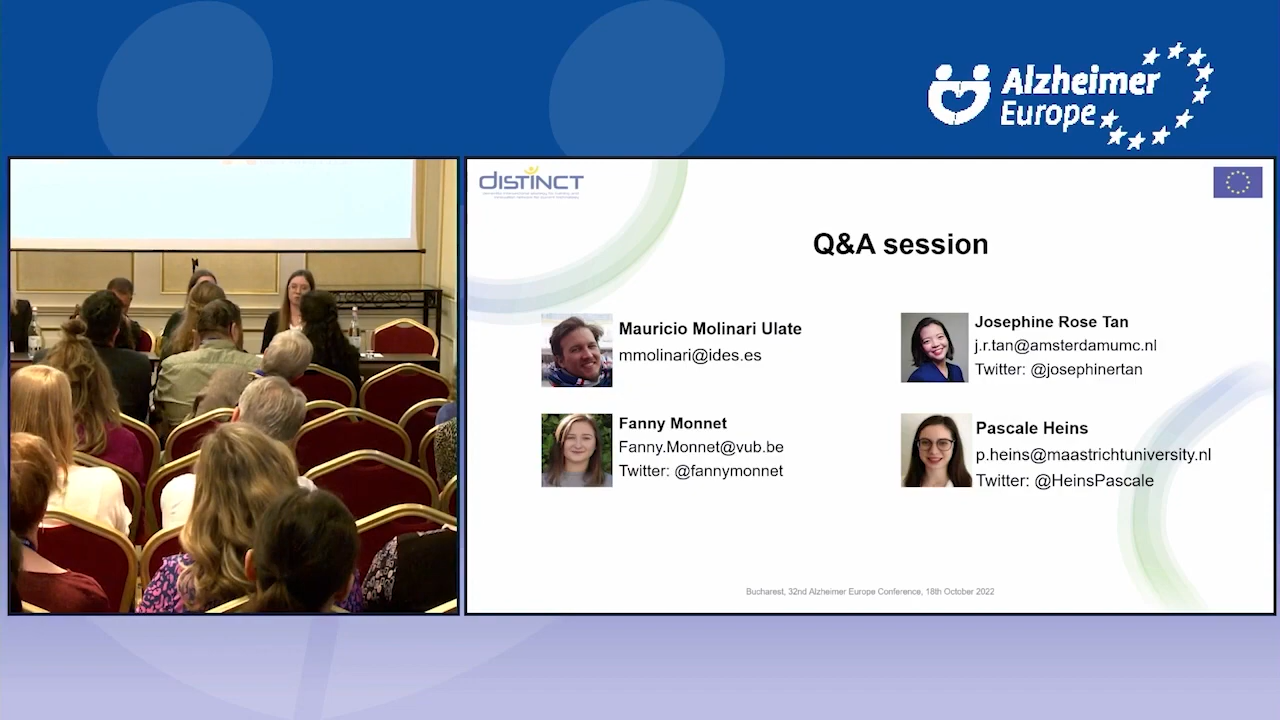 Alzheimer
Europe
DISTINCT
Q&A session
Mauricio Molinari Ulate
mmolinari@ides.es
Josephine Rose Tan
j.r.tan@amsterdamumc.nl
Twitter: @josephinertan
Fanny Monnet
Fanny.Monnet@vub.be
Twitter: @fannymonnet
Pascale Heins
p.heins@maastrichtuniversity.nl
Twitter: @HeinsPascale
Bucharest, 32nd Alzheimer Europe Conference, 18th October 2022